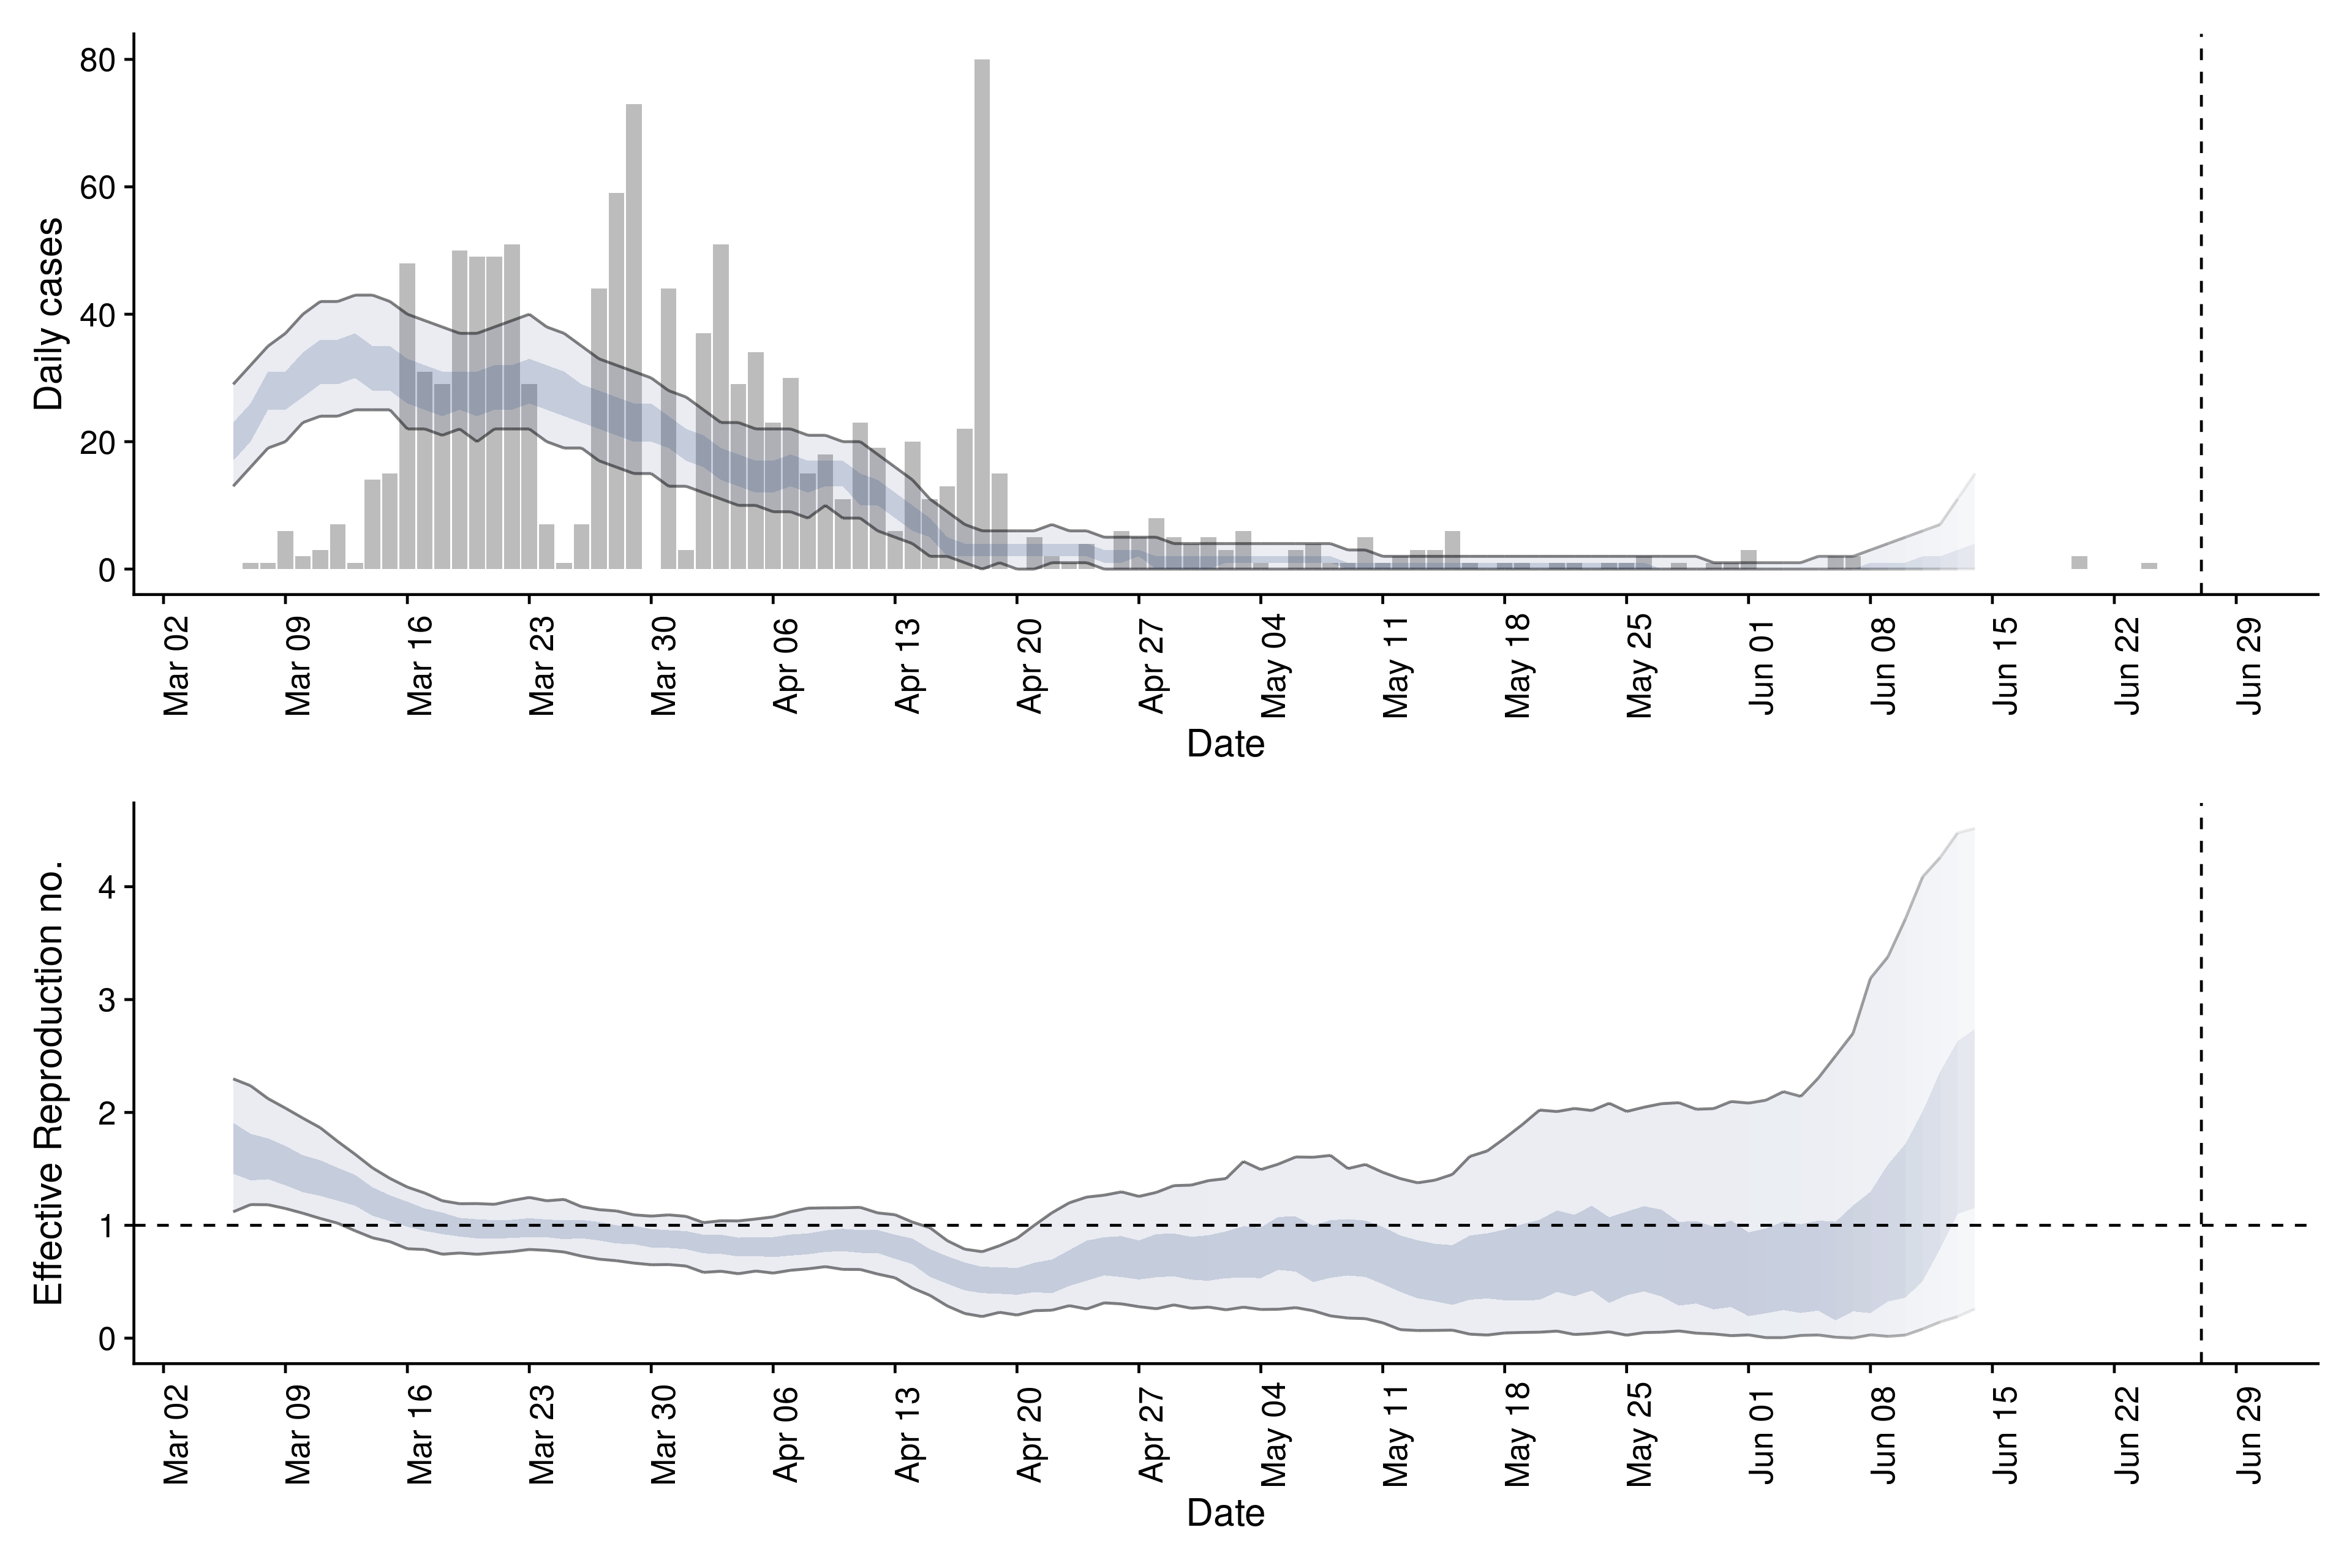 Daily cases
80
60
40
20
0
Mar 02
Mar 09
Mar 16
Mar 23
Mar 30
Apr 06
Apr 13
Apr 20
Apr 27
May 04
May 11
May 18
May 25
Jun 01
Jun 08
Jun 15
Jun 22
Jun 29
Date
Effective Reproduction no.
4
3
2
1
0
Mar 02
Mar 09
Mar 16
Mar 23
Mar 30
Apr 06
Apr 13
Apr 20
Apr 27
May 04
May 11
May 18
May 25
Jun 01
Jun 08
Jun 15
Jun 22
Jun 29
Date